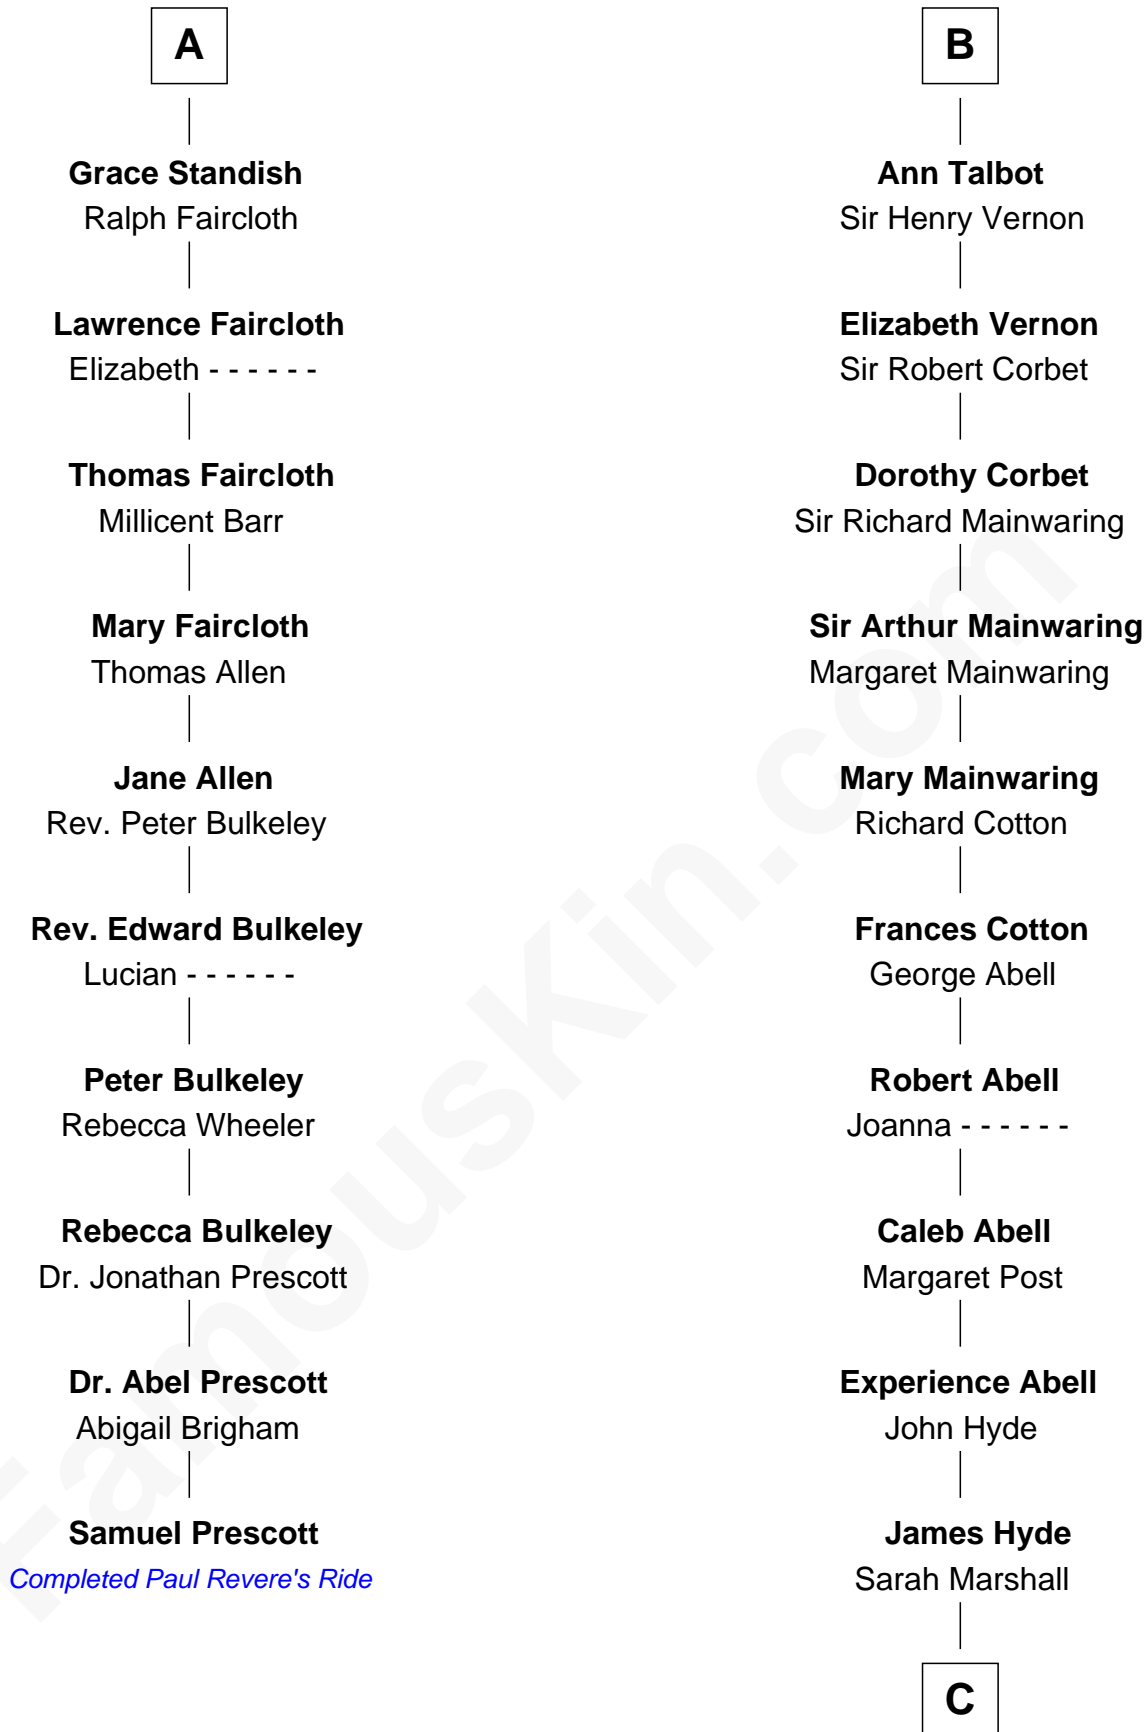 A
Grace Standish
Ralph Faircloth
Lawrence Faircloth
Elizabeth - - - - - -
Thomas Faircloth
Millicent Barr
Mary Faircloth
Thomas Allen
Jane Allen
Rev. Peter Bulkeley
Rev. Edward Bulkeley
Lucian - - - - - -
Peter Bulkeley
Rebecca Wheeler
Rebecca Bulkeley
Dr. Jonathan Prescott
Dr. Abel Prescott
Abigail Brigham
Samuel Prescott
Completed Paul Revere's Ride
B
Ann Talbot
Sir Henry Vernon
Elizabeth Vernon
Sir Robert Corbet
Dorothy Corbet
Sir Richard Mainwaring
Sir Arthur Mainwaring
Margaret Mainwaring
Mary Mainwaring
Richard Cotton
Frances Cotton
George Abell
Robert Abell
Joanna - - - - - -
Caleb Abell
Margaret Post
Experience Abell
John Hyde
James Hyde
Sarah Marshall
C
FamousKin.com